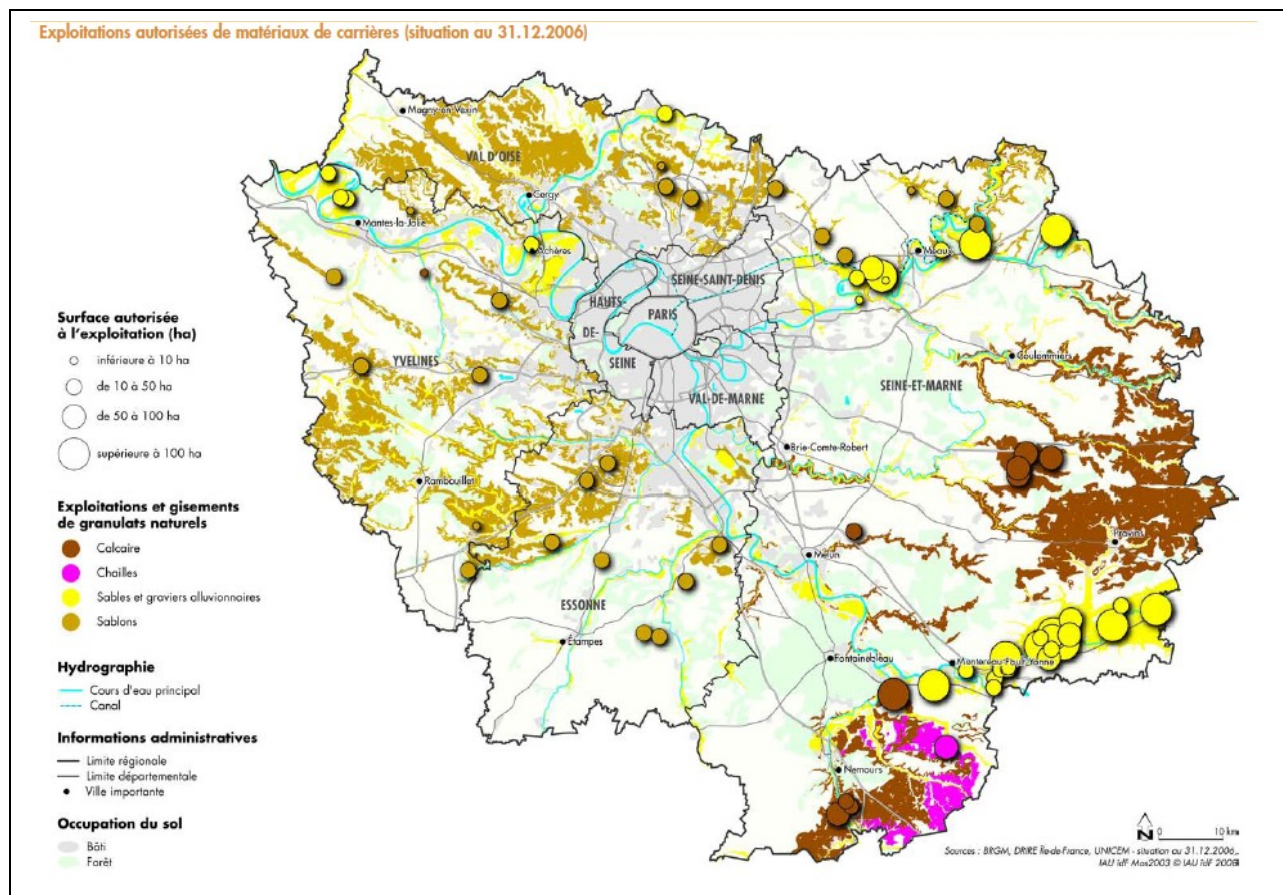 Exploitations autorisées de matériaux de carrières (situation au 31.12.2006)
Magny-en-Vexin
VAL D'OISE
Cergy
Mantes-la-Jolie
Achères
Meaux
SEINE-SAINT-DENIS
HAUTS-
DE-
SEINE
PARIS
YVELINES
VAL-DE-MARNE
SEINE-ET-MARNE
Coulommiers
Brie-Comte-Robert
Rambouillet
Provins
Melun
ESSONNE
Étampes
Fontainebleau
Montereau-Fault-Yonne
Nemours
Surface autorisée
à l'exploitation (ha)
inférieure à 10 ha
de 10 à 50 ha
de 50 à 100 ha
supérieure à 100 ha
Exploitations et gisements
de granulats naturels
Calcaire
Chailles
Sables et graviers alluvionnaires
Sablons
Hydrographie
Cours d'eau principal
Canal
Informations administratives
Limite régionale
Limite départementale
Ville importante
Occupation du sol
Bâti
Forêt
N
0 10 km
Sources : BRGM, DRIRE Île-de-France, UNICEM - situation au 31.12.2006,
IAU îdF Mos2003 © IAU îdF 2008